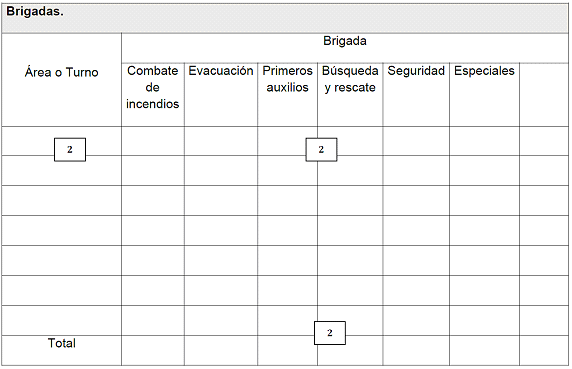 Brigadas.
Brigada
Área o Turno
Combate de incendios
Evacuación
Primeros auxilios
Búsqueda y rescate
Seguridad
Especiales
2
2
2
Total